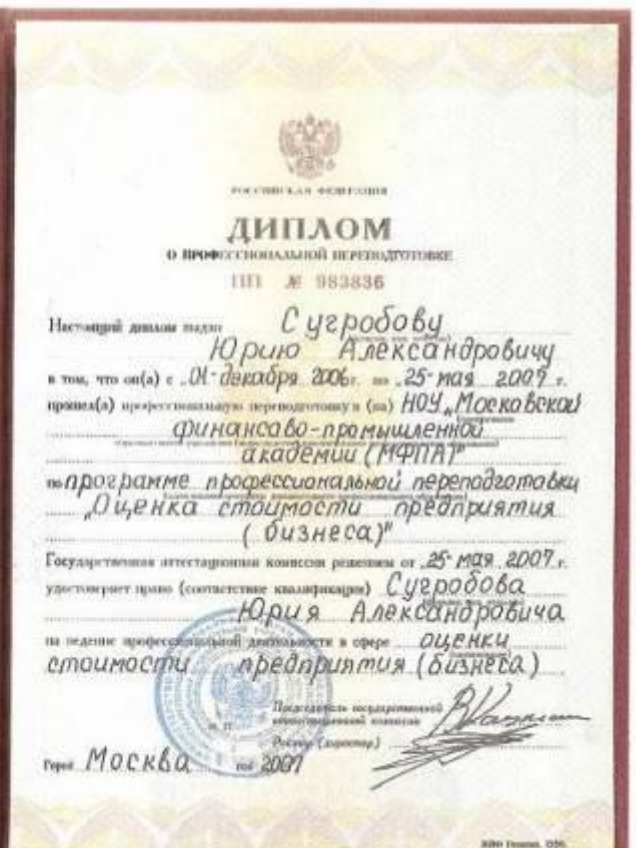 РОССИЙСКАЯ ФЕДЕРАЦИЯ
ДИПЛОМ
О ПРОФЕССИОНАЛЬНОЙ ПЕРЕПОДГОТОВКЕ
ПП № 983836
Настоящий диплом выдан Сугробову
Юрию Александровичу
в том, что он(а) с „01" декабря 2006г. по „25" мая 2007 г.
прошел(а) профессиональную переподготовку в (на) НОУ „Московской
финансово-промышленной
академии (МФПА)"
по программе профессиональной переподготовки
„Оценка стоимости предприятия
(бизнеса)"
Государственная аттестационная комиссия решением от „25" мая 2007 г.
удостоверяет право (соответствие квалификации) Сугробова
Юрия Александровича
на ведение профессиональной деятельности в сфере оценки
стоимости предприятия (бизнеса)
Председатель государственной
аттестационной комиссии
Ректор (директор)
Город Москва год 2007